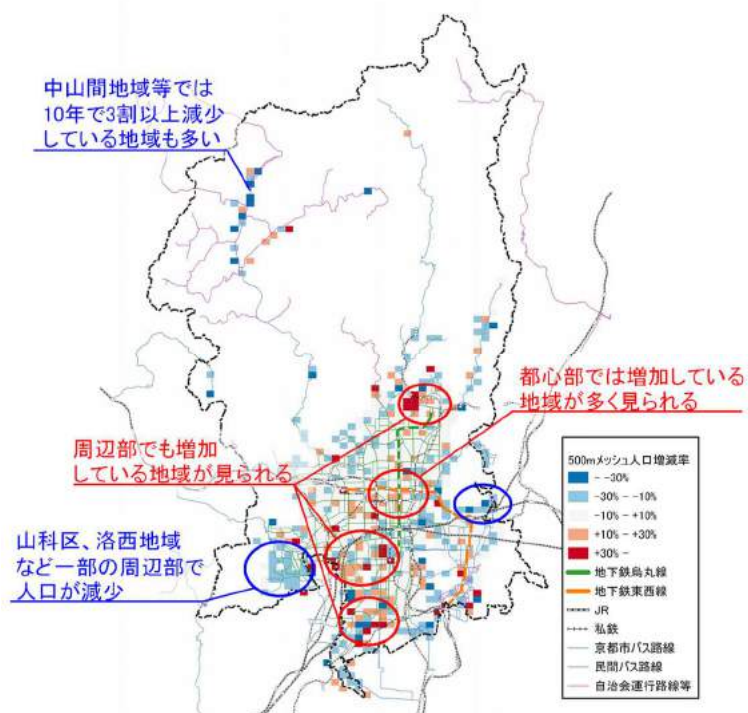 中山間地域等では
10年で3割以上減少
している地域も多い
都心部では増加している
地域が多く見られる
周辺部でも増加
している地域が見られる
山科区、洛西地域
など一部の周辺部で
人口が減少
500mメッシュ人口増減率
- -30%
-30% - -10%
-10% - +10%
+10% - +30%
+30% -
地下鉄烏丸線
地下鉄東西線
JR
私鉄
京都市バス路線
民間バス路線
自治会運行路線等